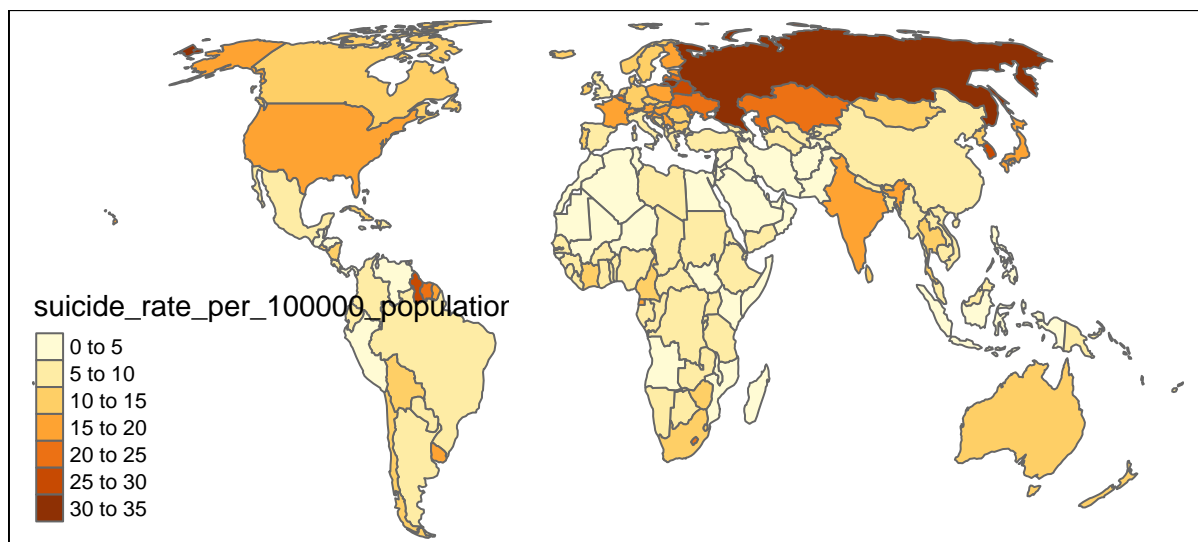 suicide_rate_per_100000_population
0 to 5
5 to 10
10 to 15
15 to 20
20 to 25
25 to 30
30 to 35